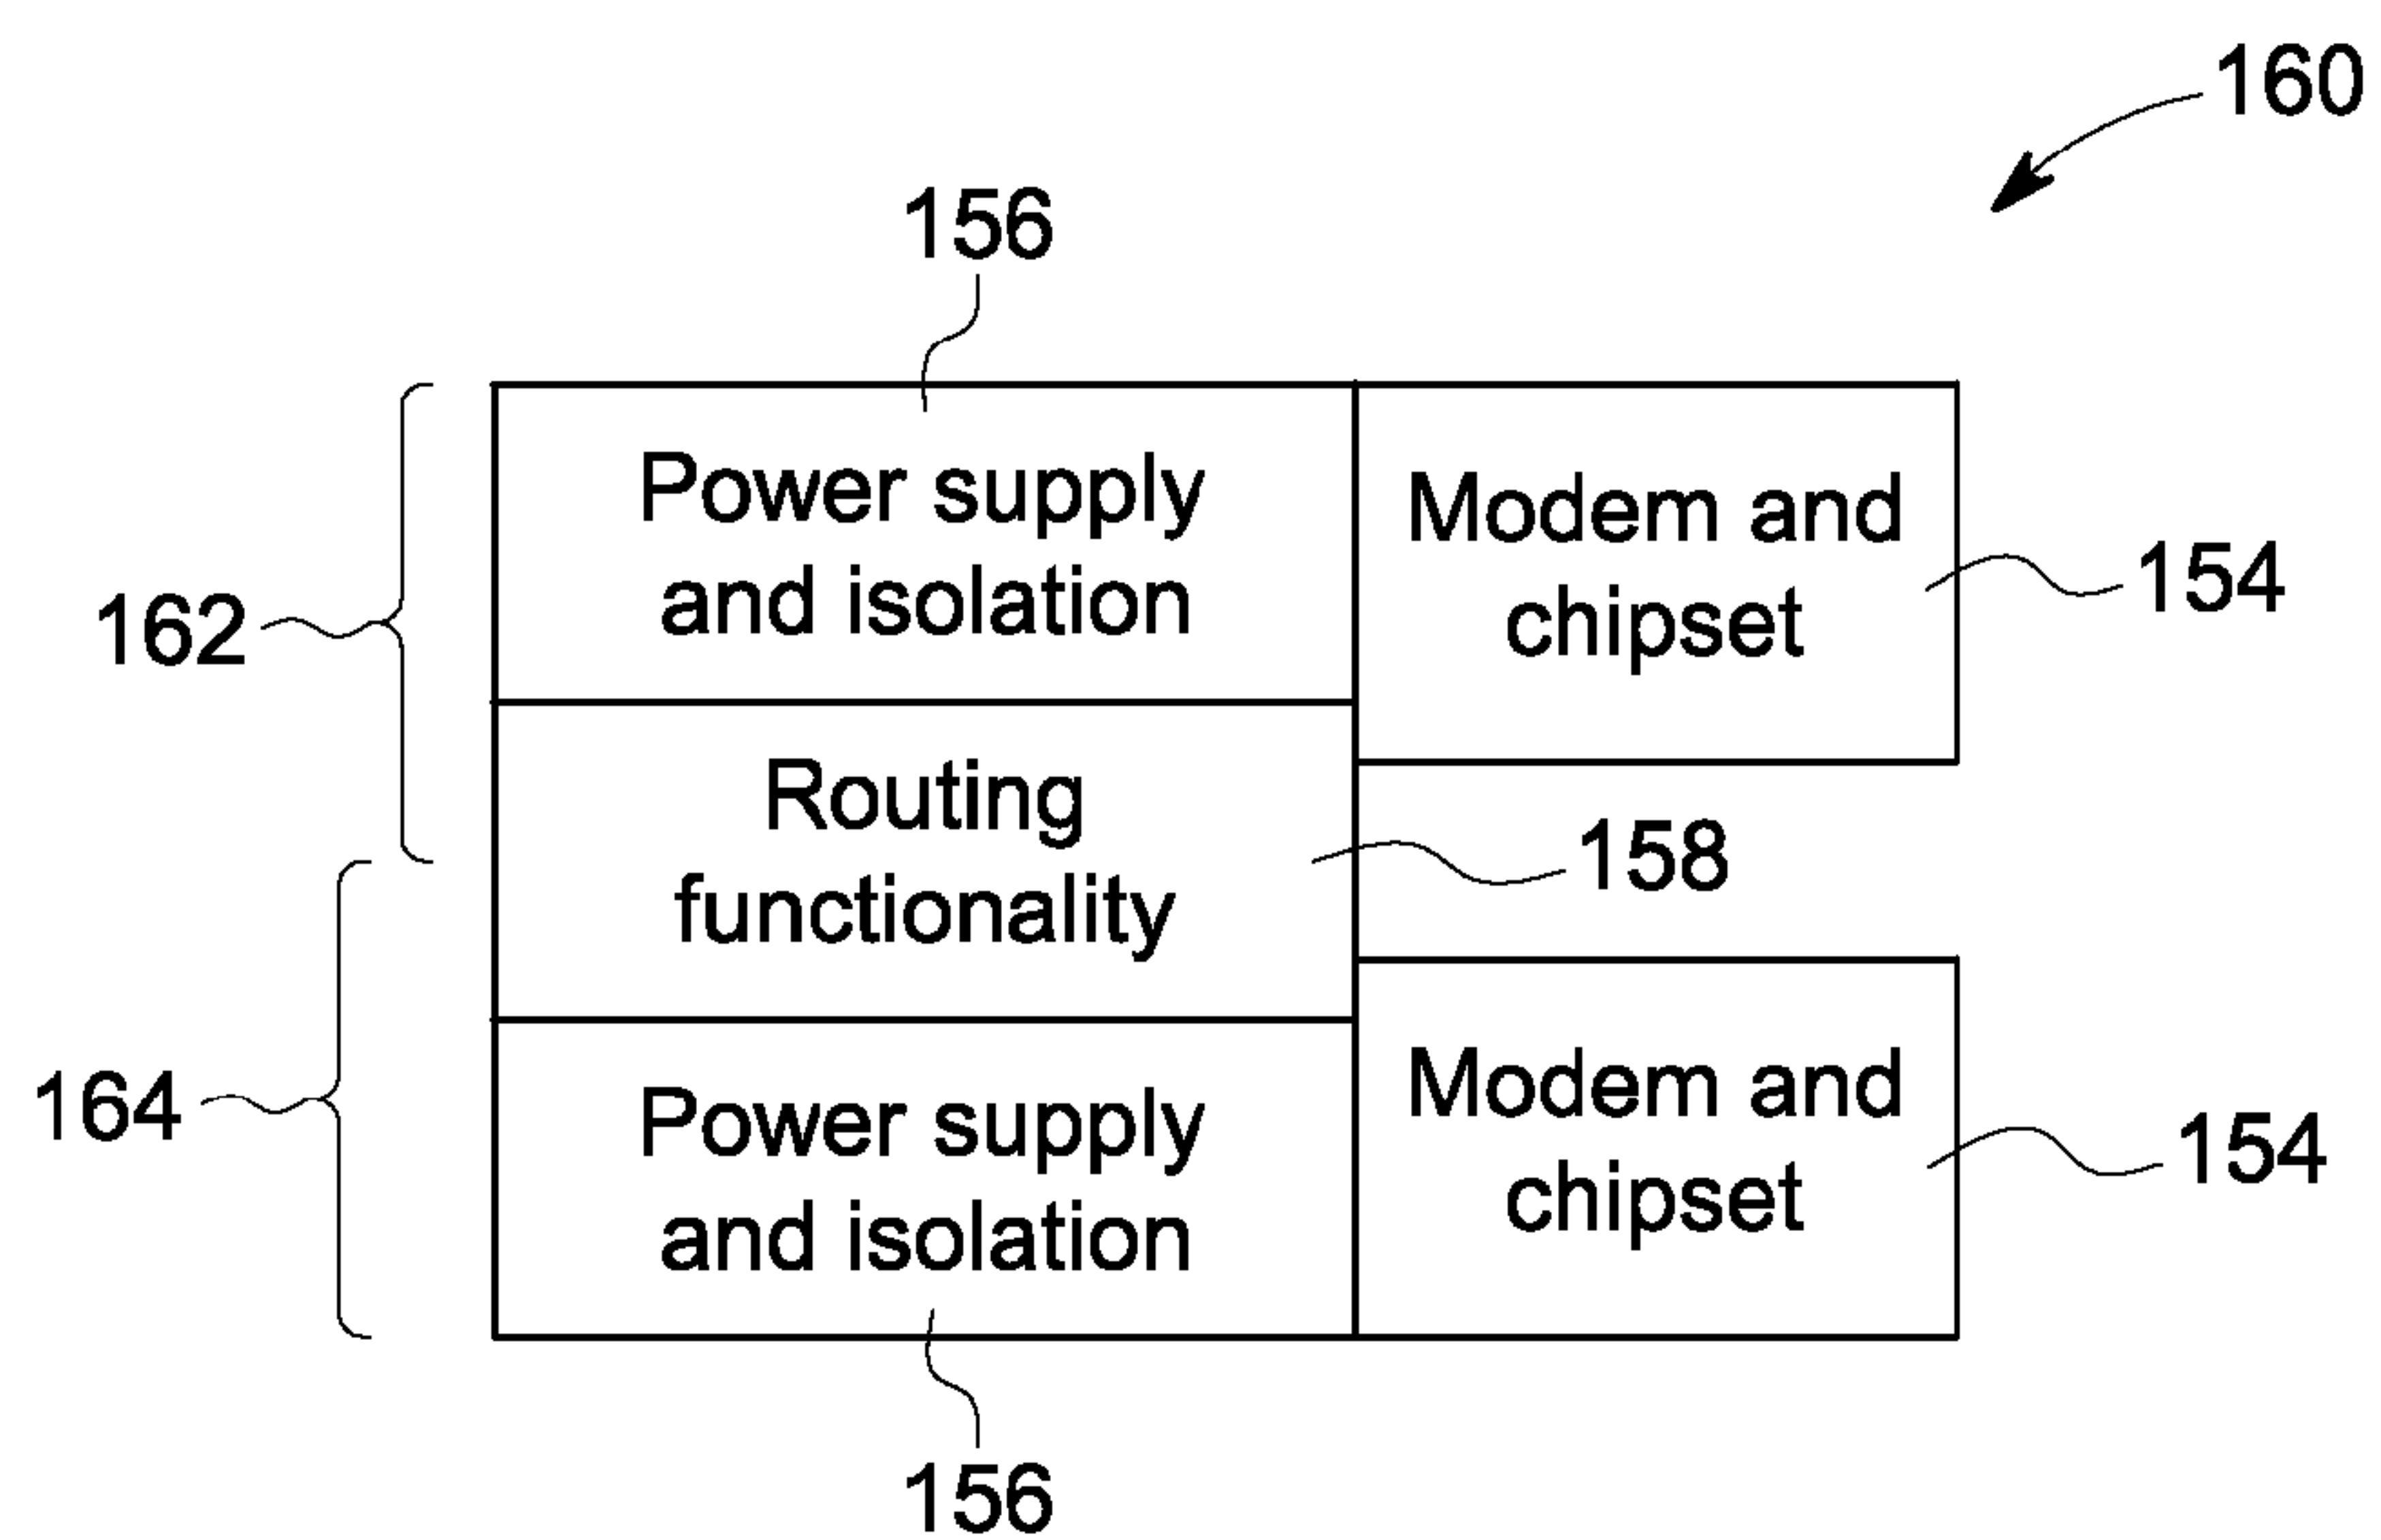 160
156
Power supply
and isolation
Modem and
chipset
154
162
Routing
functionality
158
164
Power supply
and isolation
Modem and
chipset
154
156